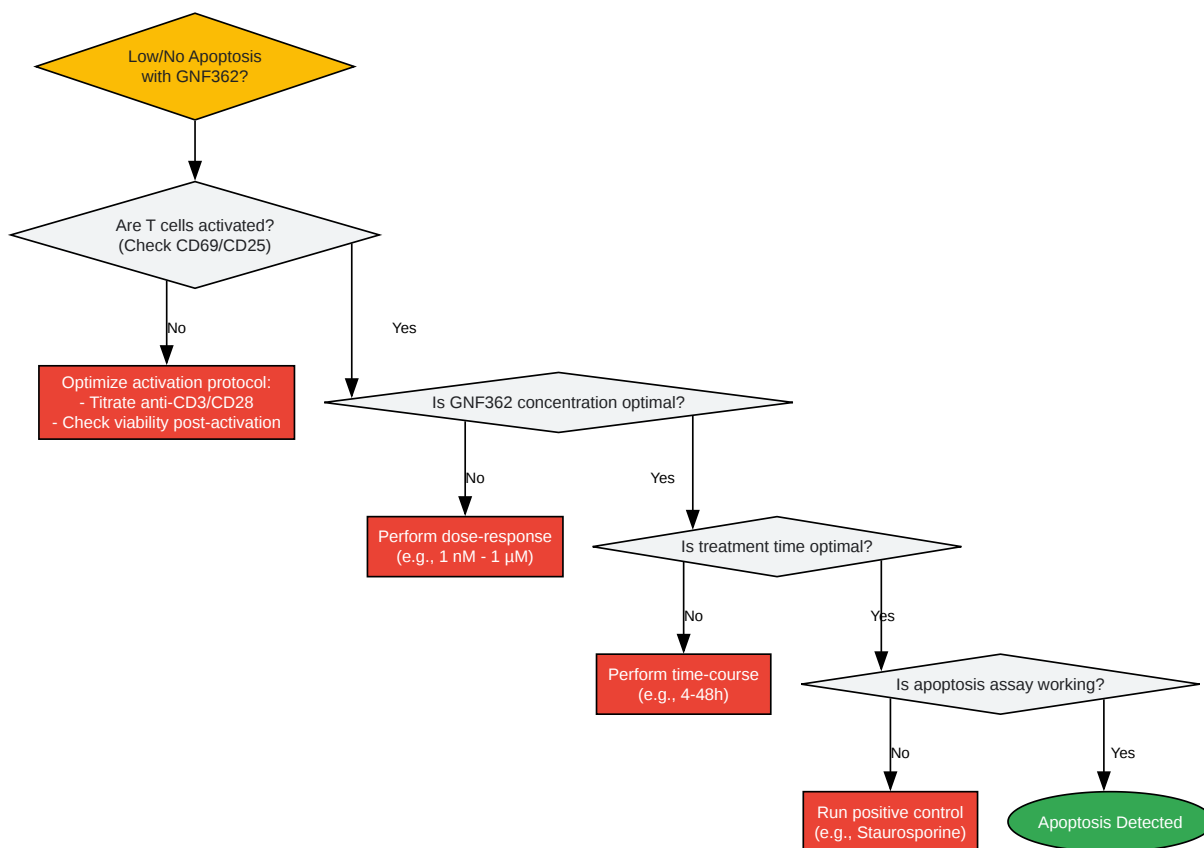 Low/No Apoptosis
with GNF362?
Are T cells activated?
(Check CD69/CD25)
No
Yes
Optimize activation protocol:
- Titrate anti-CD3/CD28
- Check viability post-activation
Is GNF362 concentration optimal?
No
Yes
Perform dose-response
(e.g., 1 nM - 1 µM)
Is treatment time optimal?
No
Yes
Perform time-course
(e.g., 4-48h)
Is apoptosis assay working?
No
Yes
Run positive control
(e.g., Staurosporine)
Apoptosis Detected